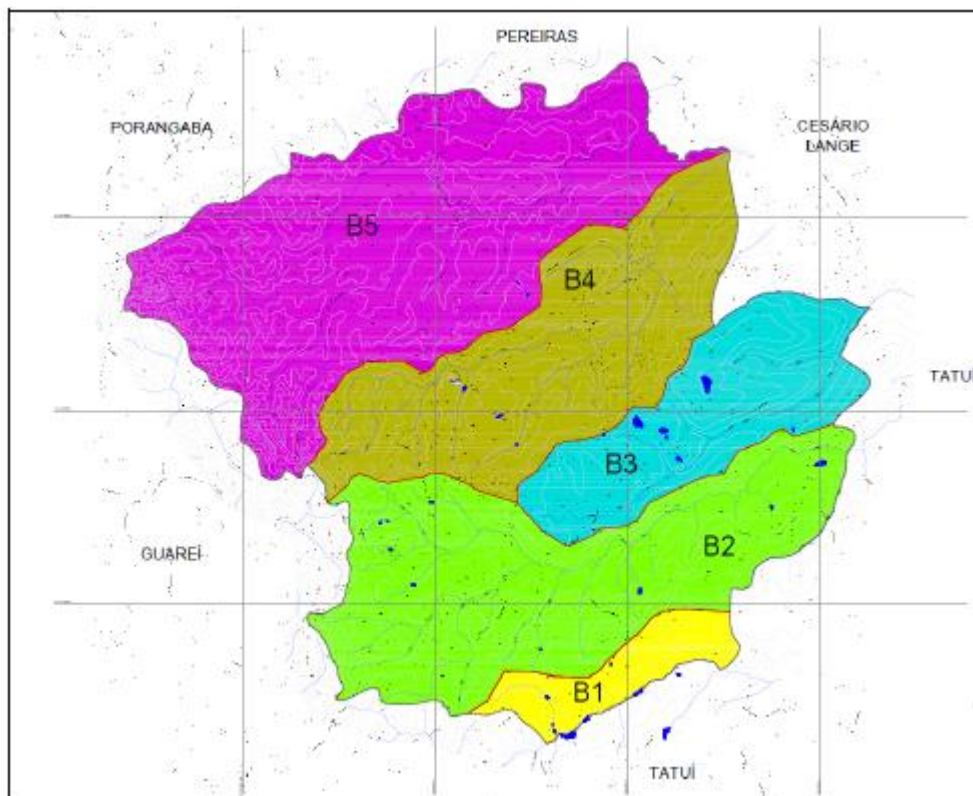 PEREIRAS
PORANGABA
CESÁRIO
LANGE
B5
B4
TATUÍ
B3
B2
GUAREÍ
B1
TATUÍ